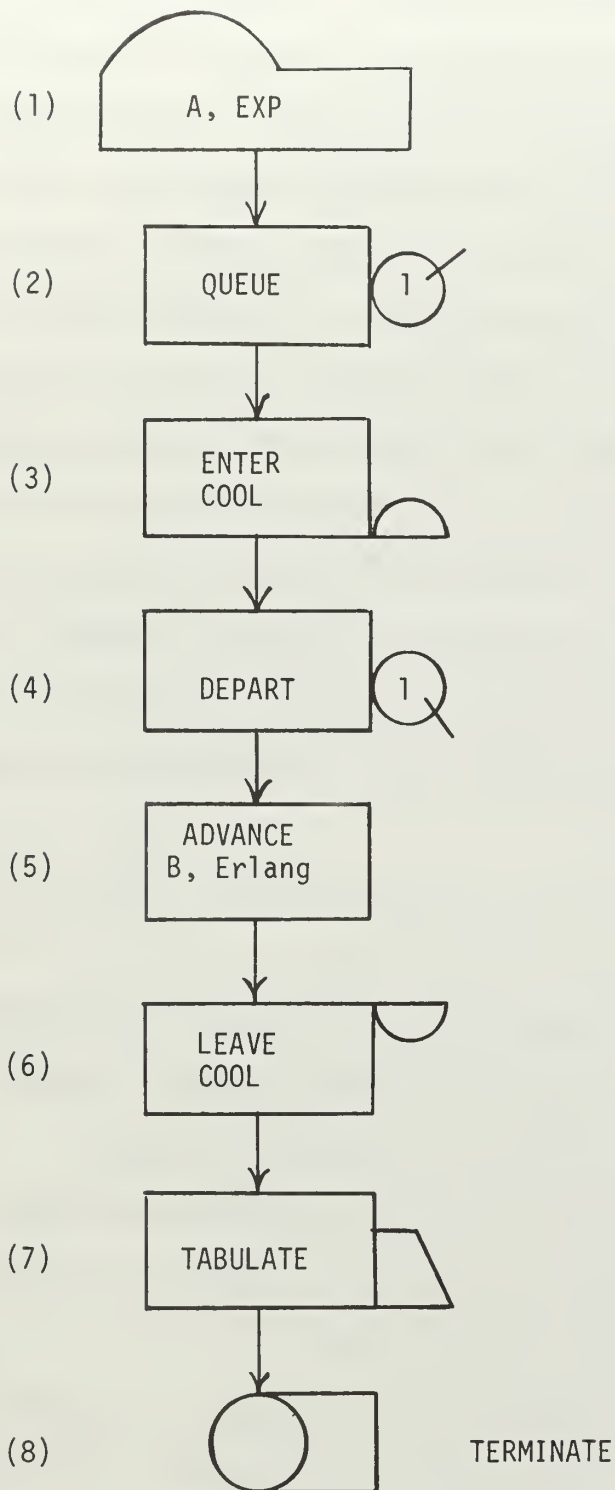 (1) A, EXP
(2) QUEUE 1
(3) ENTER
COOL
(4) DEPART 1
(5) ADVANCE
B, Erlang
(6) LEAVE
COOL
(7) TABULATE
(8) TERMINATE